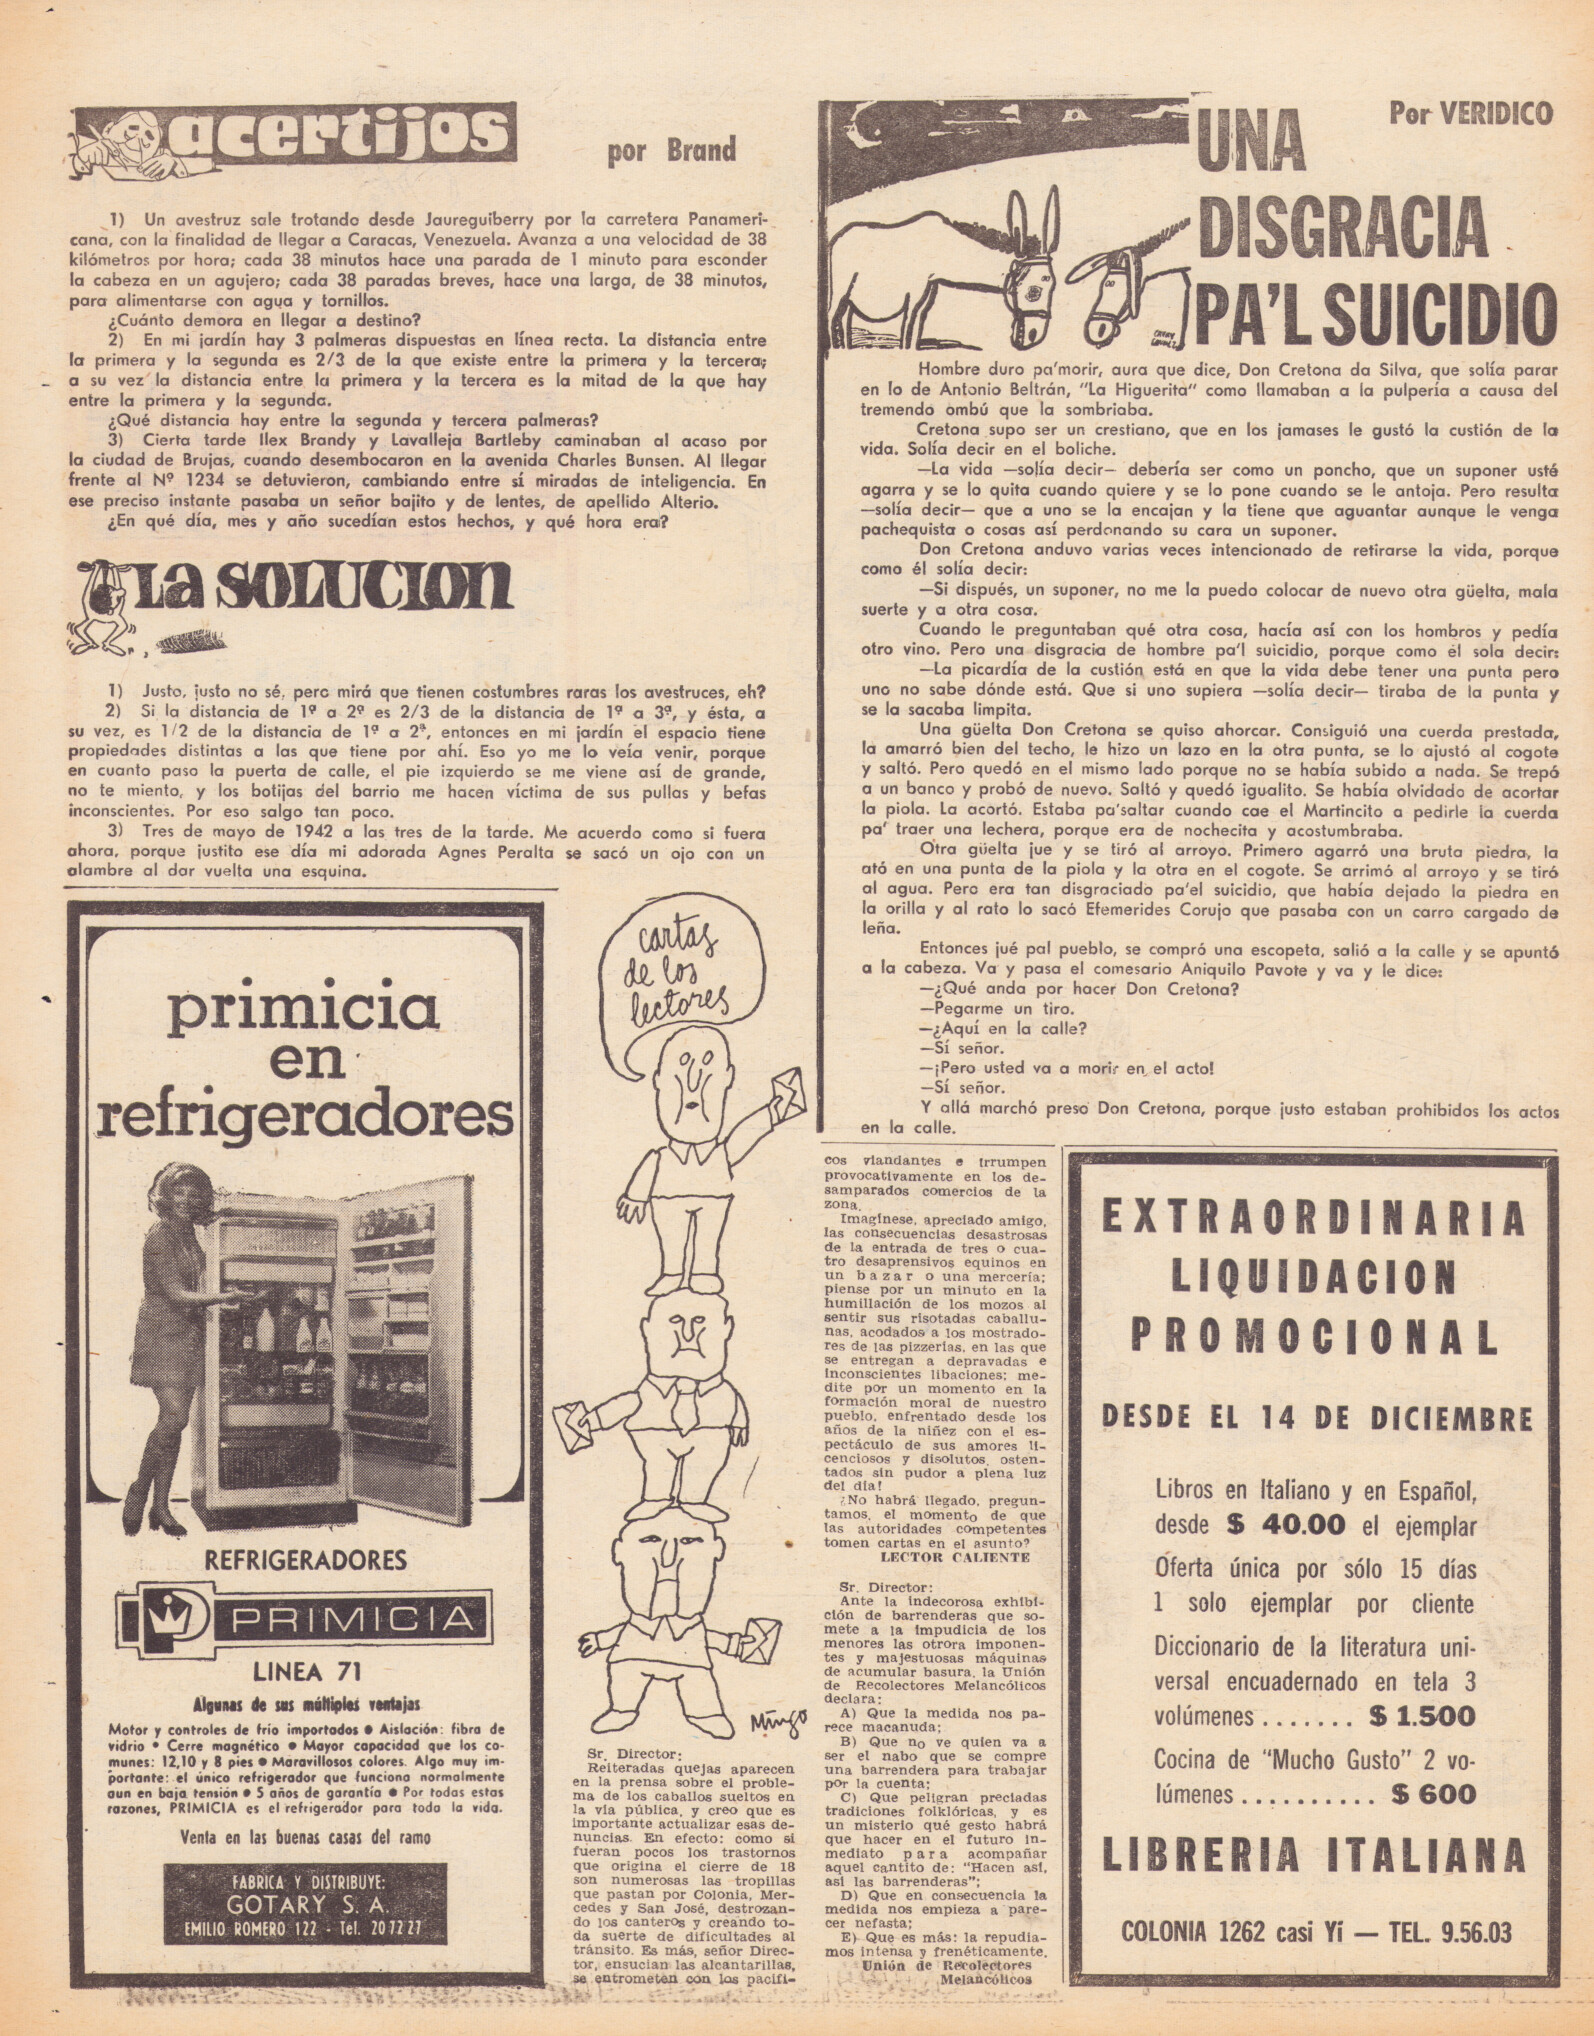 acertijos
por Brand
1) Un avestruz sale trotando desde Jaureguiberry por la carretera Panameri-
cana, con la finalidad de llegar a Caracas, Venezuela. Avanza a una velocidad de 38
kilómetros por hora; cada 38 minutos hace una parada de 1 minuto para esconder
la cabeza en un agujero; cada 38 paradas breves, hace una larga, de 38 minutos,
para alimentarse con agua y tornillos.
¿Cuánto demora en llegar a destino?
2) En mi jardín hay 3 palmeras dispuestas en línea recta. La distancia entre
la primera y la segunda es 2/3 de la que existe entre la primera y la tercera;
a su vez la distancia entre la primera y la tercera es la mitad de la que hay
entre la primera y la segunda.
¿Qué distancia hay entre la segunda y tercera palmeras?
3) Cierta tarde Ilex Brandy y Lavalleja Bartleby caminaban al acaso por
la ciudad de Brujas, cuando desembocaron en la avenida Charles Bunsen. Al llegar
frente al Nº 1234 se detuvieron, cambiando entre sí miradas de inteligencia. En
ese preciso instante pasaba un señor bajito y de lentes, de apellido Alterio.
¿En qué día, mes y año sucedían estos hechos, y qué hora era?
La SOLUCION
1) Justo, justo no sé, pero mirá que tienen costumbres raras los avestruces, eh?
2) Si la distancia de 1ª a 2ª es 2/3 de la distancia de 1ª a 3ª, y ésta, a
su vez, es 1/2 de la distancia de 1ª a 2ª, entonces en mi jardín el espacio tiene
propiedades distintas a las que tiene por ahí. Eso yo me lo veía venir, porque
en cuanto paso la puerta de calle, el pie izquierdo se me viene así de grande,
no te miento, y los botijas del barrio me hacen víctima de sus pullas y befas
inconscientes. Por eso salgo tan poco.
3) Tres de mayo de 1942 a las tres de la tarde. Me acuerdo como si fuera
ahora, porque justito ese día mi adorada Agnes Peralta se sacó un ojo con un
alambre al dar vuelta una esquina.
primicia
en
refrigeradores
REFRIGERADORES
PRIMICIA
LINEA 71
Algunas de sus múltiples ventajas
Motor y controles de frío importados ● Aislación: fibra de
vidrio ● Cerre magnético ● Mayor capacidad que los co-
munes: 12,10 y 8 pies ● Maravillosos colores. Algo muy im-
portante: el único refrigerador que funciona normalmente
aun en baja tensión ● 5 años de garantía ● Por todas estas
razones, PRIMICIA es el refrigerador para toda la vida.
Venta en las buenas casas del ramo
FABRICA Y DISTRIBUYE:
GOTARY S. A.
EMILIO ROMERO 122 - Tel. 20 72 27
cartas
de los
lectores
Mingo
Sr. Director:
Reiteradas quejas aparecen
en la prensa sobre el proble-
ma de los caballos sueltos en
la vía pública, y creo que es
importante actualizar esas de-
nuncias. En efecto: como si
fueran pocos los trastornos
que origina el cierre de 18
son numerosas las tropillas
que pastan por Colonia, Mer-
cedes y San José, destrozan-
do los canteros y creando to-
da suerte de dificultades al
tránsito. Es más, señor Direc-
tor, ensucian las alcantarillas,
se entrometen con los pacífi-
cos viandantes e irrumpen
provocativamente en los de-
samparados comercios de la
zona.
Imagínese, apreciado amigo,
las consecuencias desastrosas
de la entrada de tres o cua-
tro desaprensivos equinos en
un bazar o una mercería;
piense por un minuto en la
humillación de los mozos al
sentir sus risotadas caballu-
nas, acodados a los mostrado-
res de las pizzerías, en las que
se entregan a depravadas e
inconscientes libaciones; me-
dite por un momento en la
formación moral de nuestro
pueblo, enfrentado desde los
años de la niñez con el es-
pectáculo de sus amores li-
cenciosos y disolutos, osten-
tados sin pudor a plena luz
del día!
¿No habrá llegado, pregun-
tamos, el momento de que
las autoridades competentes
tomen cartas en el asunto?
LECTOR CALIENTE
Sr. Director:
Ante la indecorosa exhibi-
ción de barrenderas que so-
mete a la impudicia de los
menores las otrora imponen-
tes y majestuosas máquinas
de acumular basura, la Unión
de Recolectores Melancólicos
declara:
A) Que la medida nos pa-
rece macanuda;
B) Que no ve quien va a
ser el nabo que se compre
una barrendera para trabajar
por la cuenta;
C) Que peligran preciadas
tradiciones folklóricas, y es
un misterio qué gesto habrá
que hacer en el futuro in-
mediato para acompañar
aquel cantito de: "Hacen así,
así las barrenderas";
D) Que en consecuencia la
medida nos empieza a pare-
cer nefasta;
E) Que es más: la repudia-
mos intensa y frenéticamente.
Unión de Recolectores
Melancólicos
Por VERIDICO
UNA
DISGRACIA
PA'L SUICIDIO
Hombre duro pa'morir, aura que dice, Don Cretona da Silva, que solía parar
en lo de Antonio Beltrán, "La Higuerita" como llamaban a la pulpería a causa del
tremendo ombú que la sombriaba.
Cretona supo ser un crestiano, que en los jamases le gustó la custión de la
vida. Solía decir en el boliche.
—La vida —solía decir— debería ser como un poncho, que un suponer usté
agarra y se lo quita cuando quiere y se lo pone cuando se le antoja. Pero resulta
—solía decir— que a uno se la encajan y la tiene que aguantar aunque le venga
pachequista o cosas así perdonando su cara un suponer.
Don Cretona anduvo varias veces intencionado de retirarse la vida, porque
como él solía decir:
—Si dispués, un suponer, no me la puedo colocar de nuevo otra güelta, mala
suerte y a otra cosa.
Cuando le preguntaban qué otra cosa, hacía así con los hombros y pedía
otro vino. Pero una disgracia de hombre pa'l suicidio, porque como él sola decir:
—La picardía de la custión está en que la vida debe tener una punta pero
uno no sabe dónde está. Que si uno supiera —solía decir— tiraba de la punta y
se la sacaba limpita.
Una güelta Don Cretona se quiso ahorcar. Consiguió una cuerda prestada,
la amarró bien del techo, le hizo un lazo en la otra punta, se lo ajustó al cogote
y saltó. Pero quedó en el mismo lado porque no se había subido a nada. Se trepó
a un banco y probó de nuevo. Saltó y quedó igualito. Se había olvidado de acortar
la piola. La acortó. Estaba pa'saltar cuando cae el Martincito a pedirle la cuerda
pa' traer una lechera, porque era de nochecita y acostumbraba.
Otra güelta jue y se tiró al arroyo. Primero agarró una bruta piedra, la
ató en una punta de la piola y la otra en el cogote. Se arrimó al arroyo y se tiró
al agua. Pero era tan disgraciado pa'el suicidio, que había dejado la piedra en
la orilla y al rato lo sacó Efemerides Corujo que pasaba con un carro cargado de
leña.
Entonces jué pal pueblo, se compró una escopeta, salió a la calle y se apuntó
a la cabeza. Va y pasa el comesario Aniquilo Pavote y va y le dice:
—¿Qué anda por hacer Don Cretona?
—Pegarme un tiro.
—¿Aquí en la calle?
—Sí señor.
—¡Pero usted va a morir en el acto!
—Sí señor.
Y allá marchó preso Don Cretona, porque justo estaban prohibidos los actos
en la calle.
EXTRAORDINARIA
LIQUIDACION
PROMOCIONAL
DESDE EL 14 DE DICIEMBRE
Libros en Italiano y en Español,
desde $ 40.00 el ejemplar
Oferta única por sólo 15 días
1 solo ejemplar por cliente
Diccionario de la literatura uni-
versal encuadernado en tela 3
volúmenes ....... $ 1.500
Cocina de "Mucho Gusto" 2 vo-
lúmenes .......... $ 600
LIBRERIA ITALIANA
COLONIA 1262 casi Yí — TEL. 9.56.03